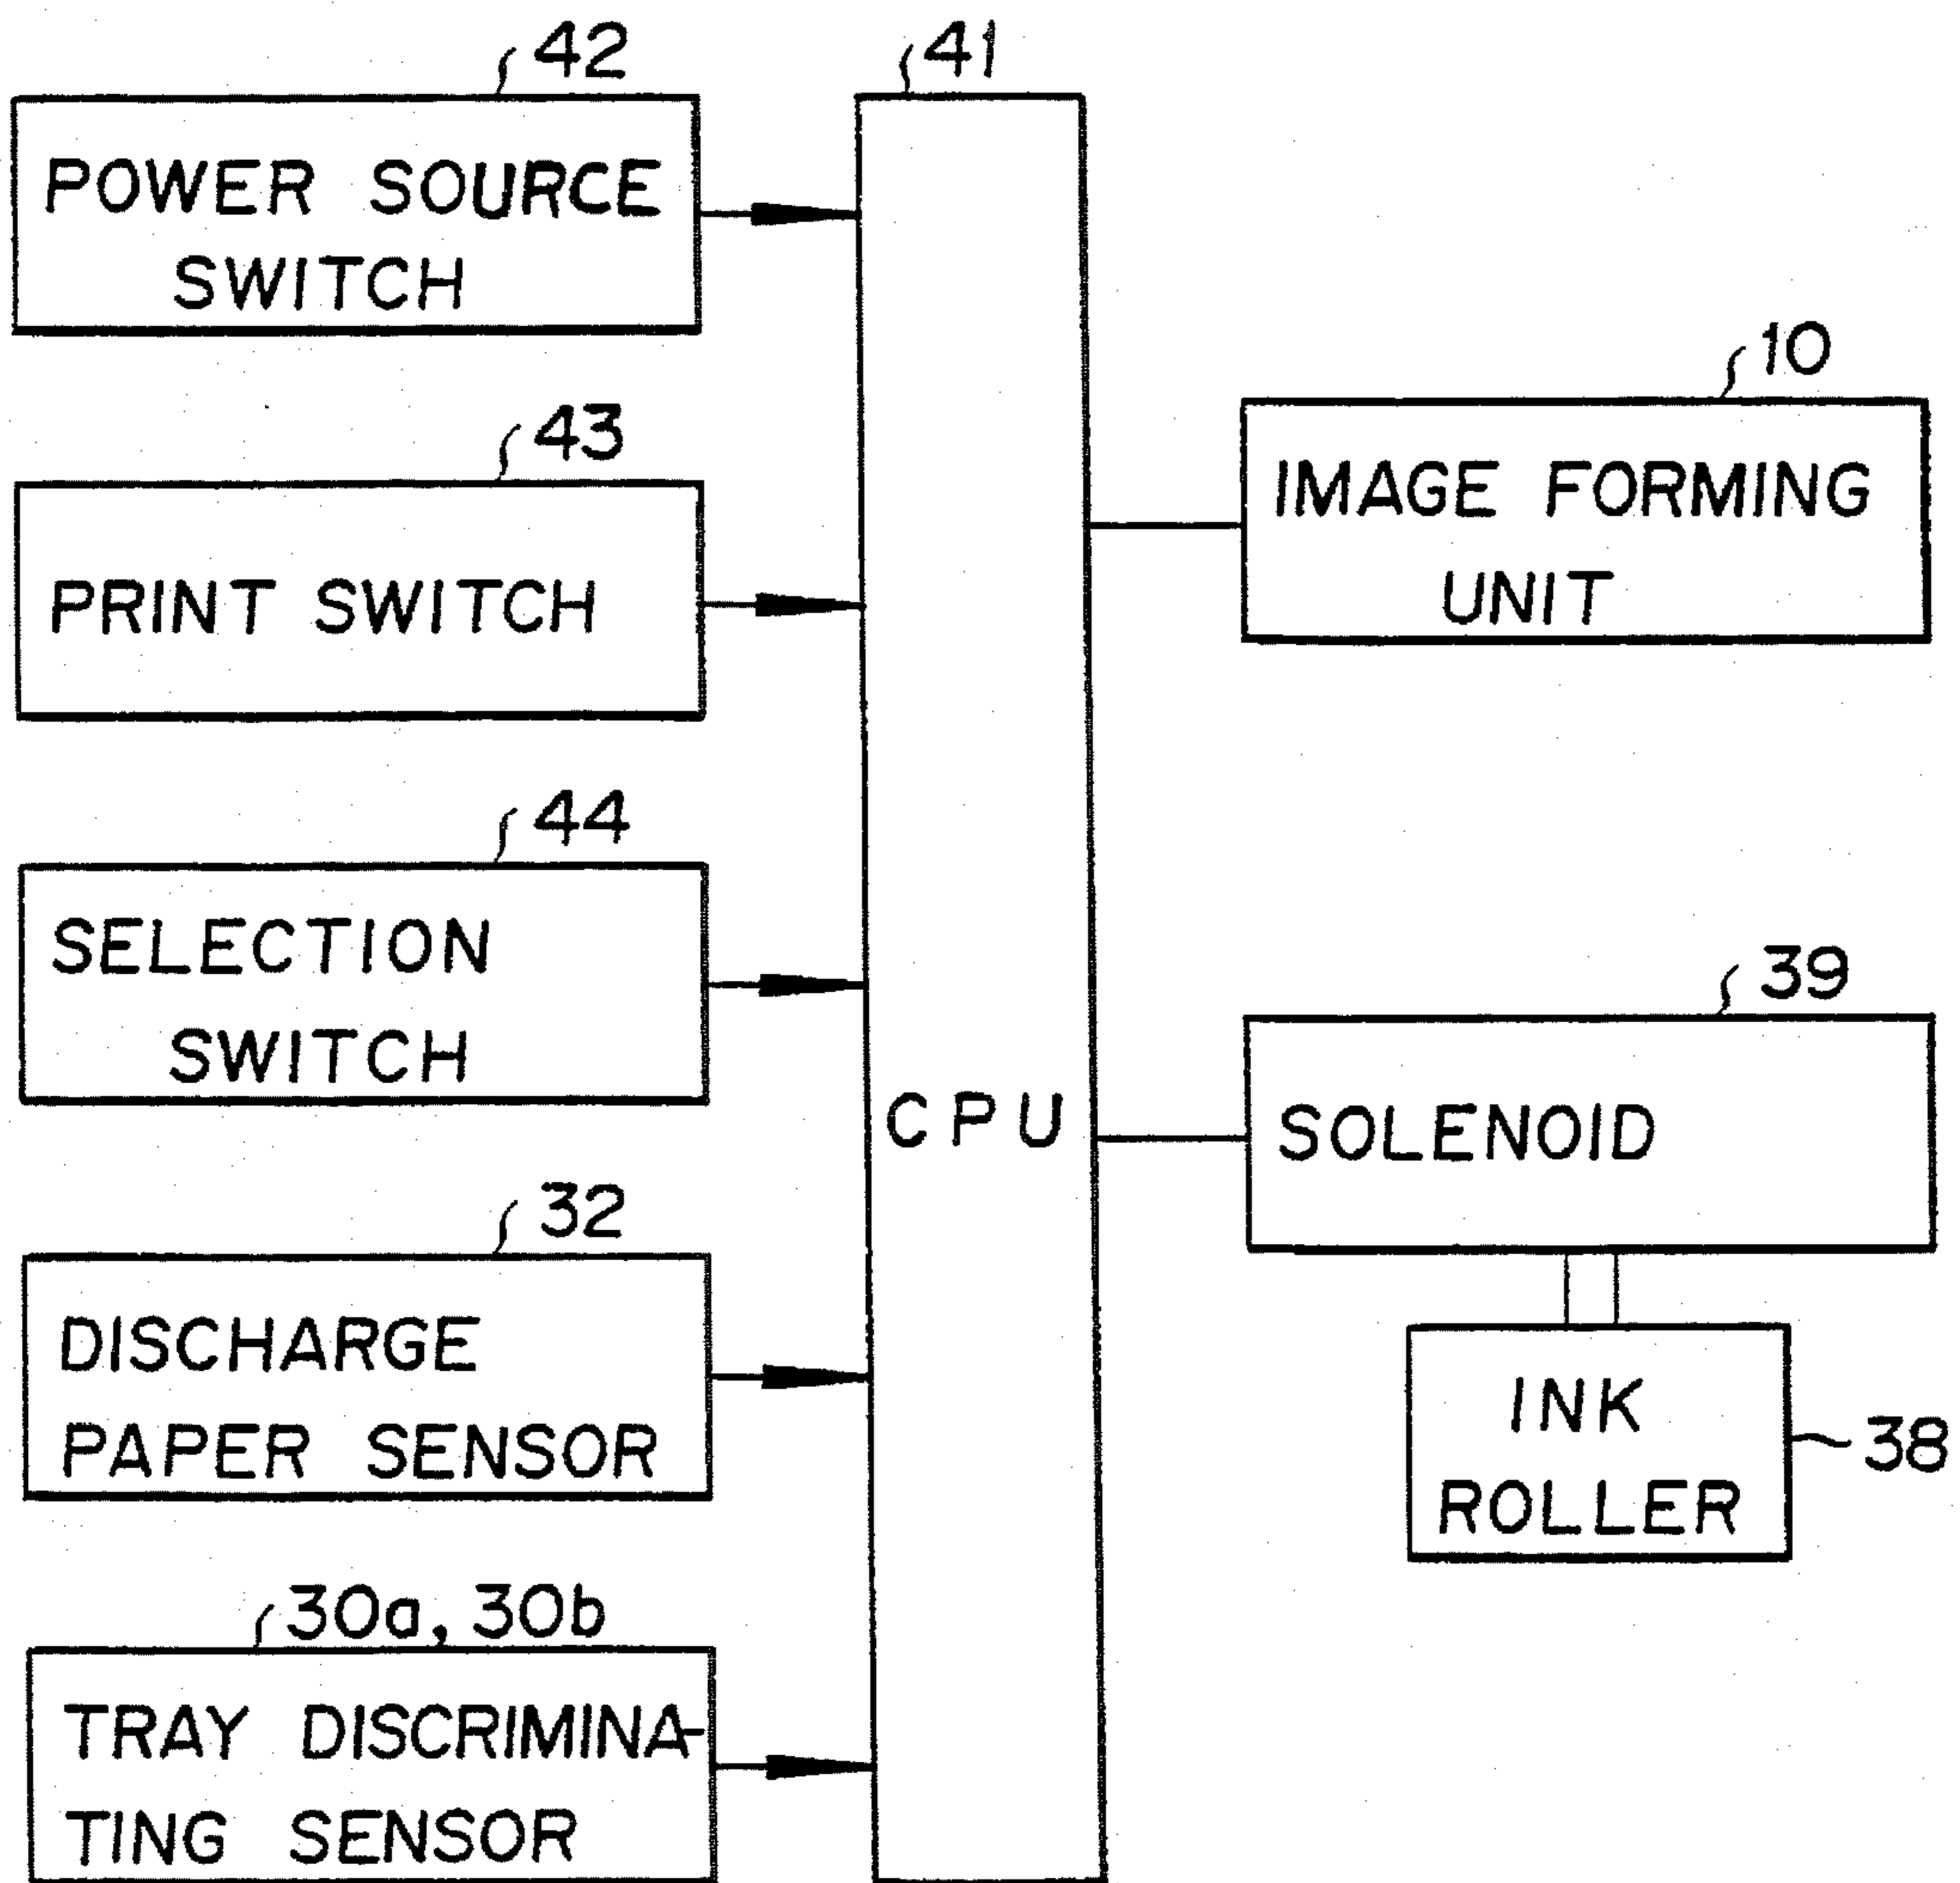 42
POWER SOURCE
SWITCH
43
PRINT SWITCH
44
SELECTION
SWITCH
32
DISCHARGE
PAPER SENSOR
30a, 30b
TRAY DISCRIMINA-
TING SENSOR
41
CPU
10
IMAGE FORMING
UNIT
39
SOLENOID
INK
ROLLER
38